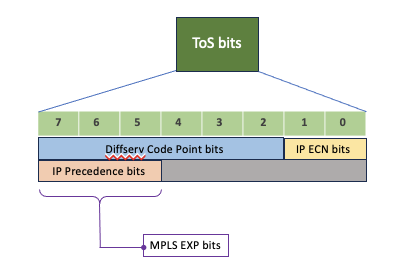 ToS bits
7 6 5 4 3 2 1 0
Diffserv Code Point bits IP ECN bits
IP Precedence bits
MPLS EXP bits